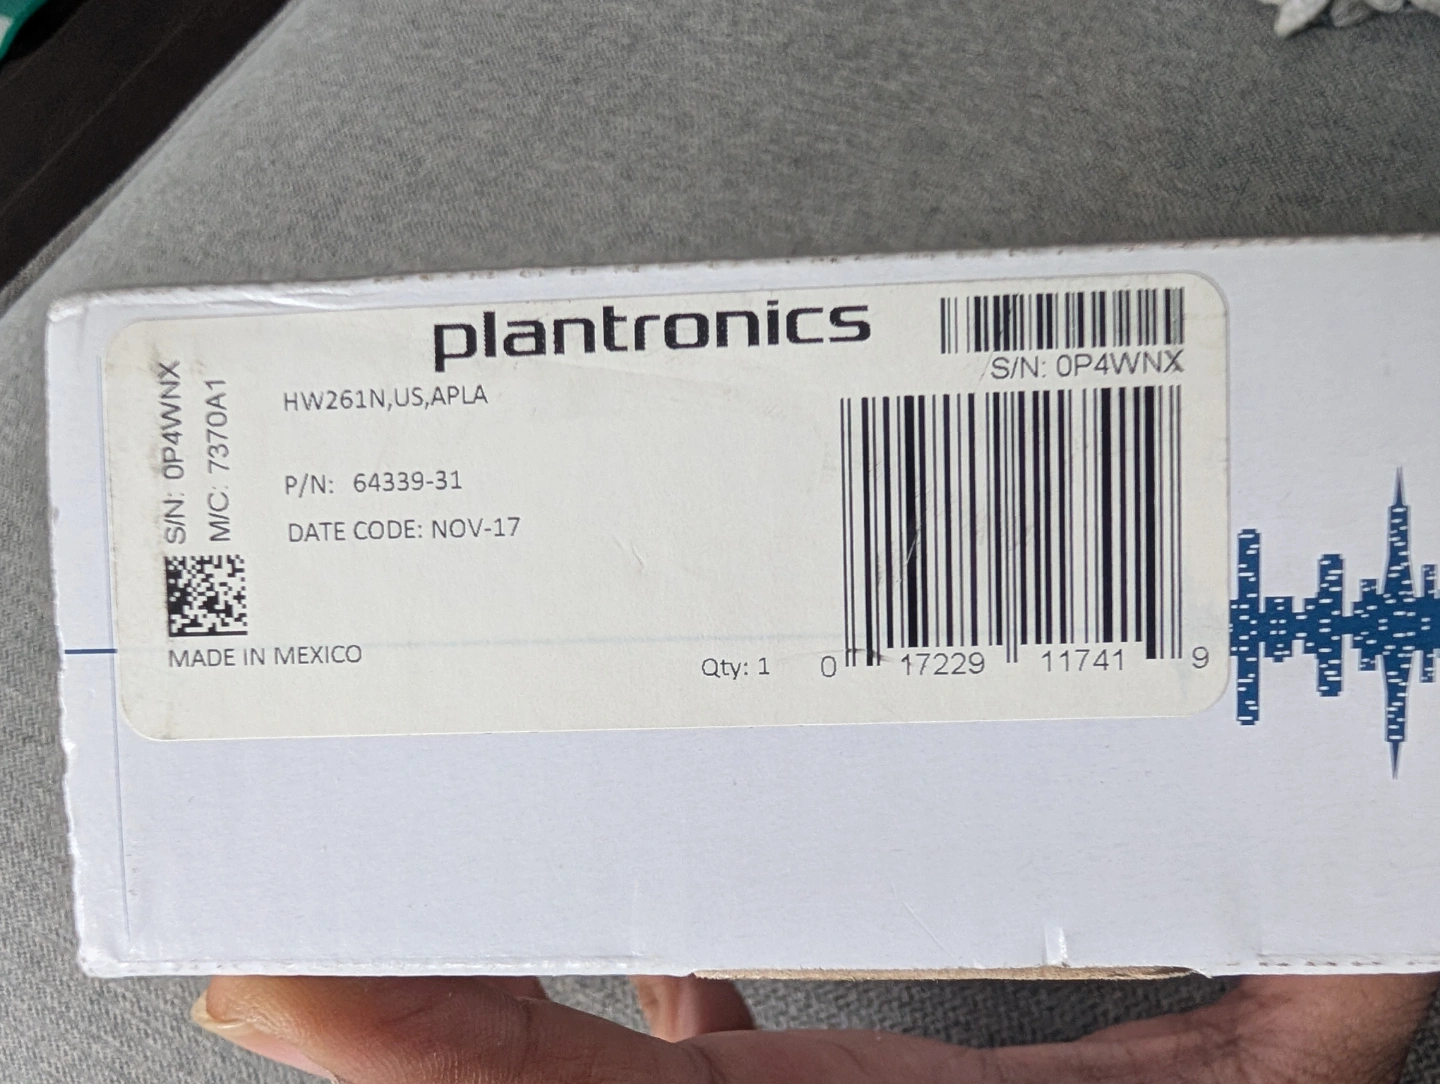 plantronics
S/N: 0P4WNX
S/N: 0P4WNX
M/C: 7370A1
HW261N,US,APLA
P/N: 64339-31
DATE CODE: NOV-17
MADE IN MEXICO
Qty: 1
0 17229 11741 9